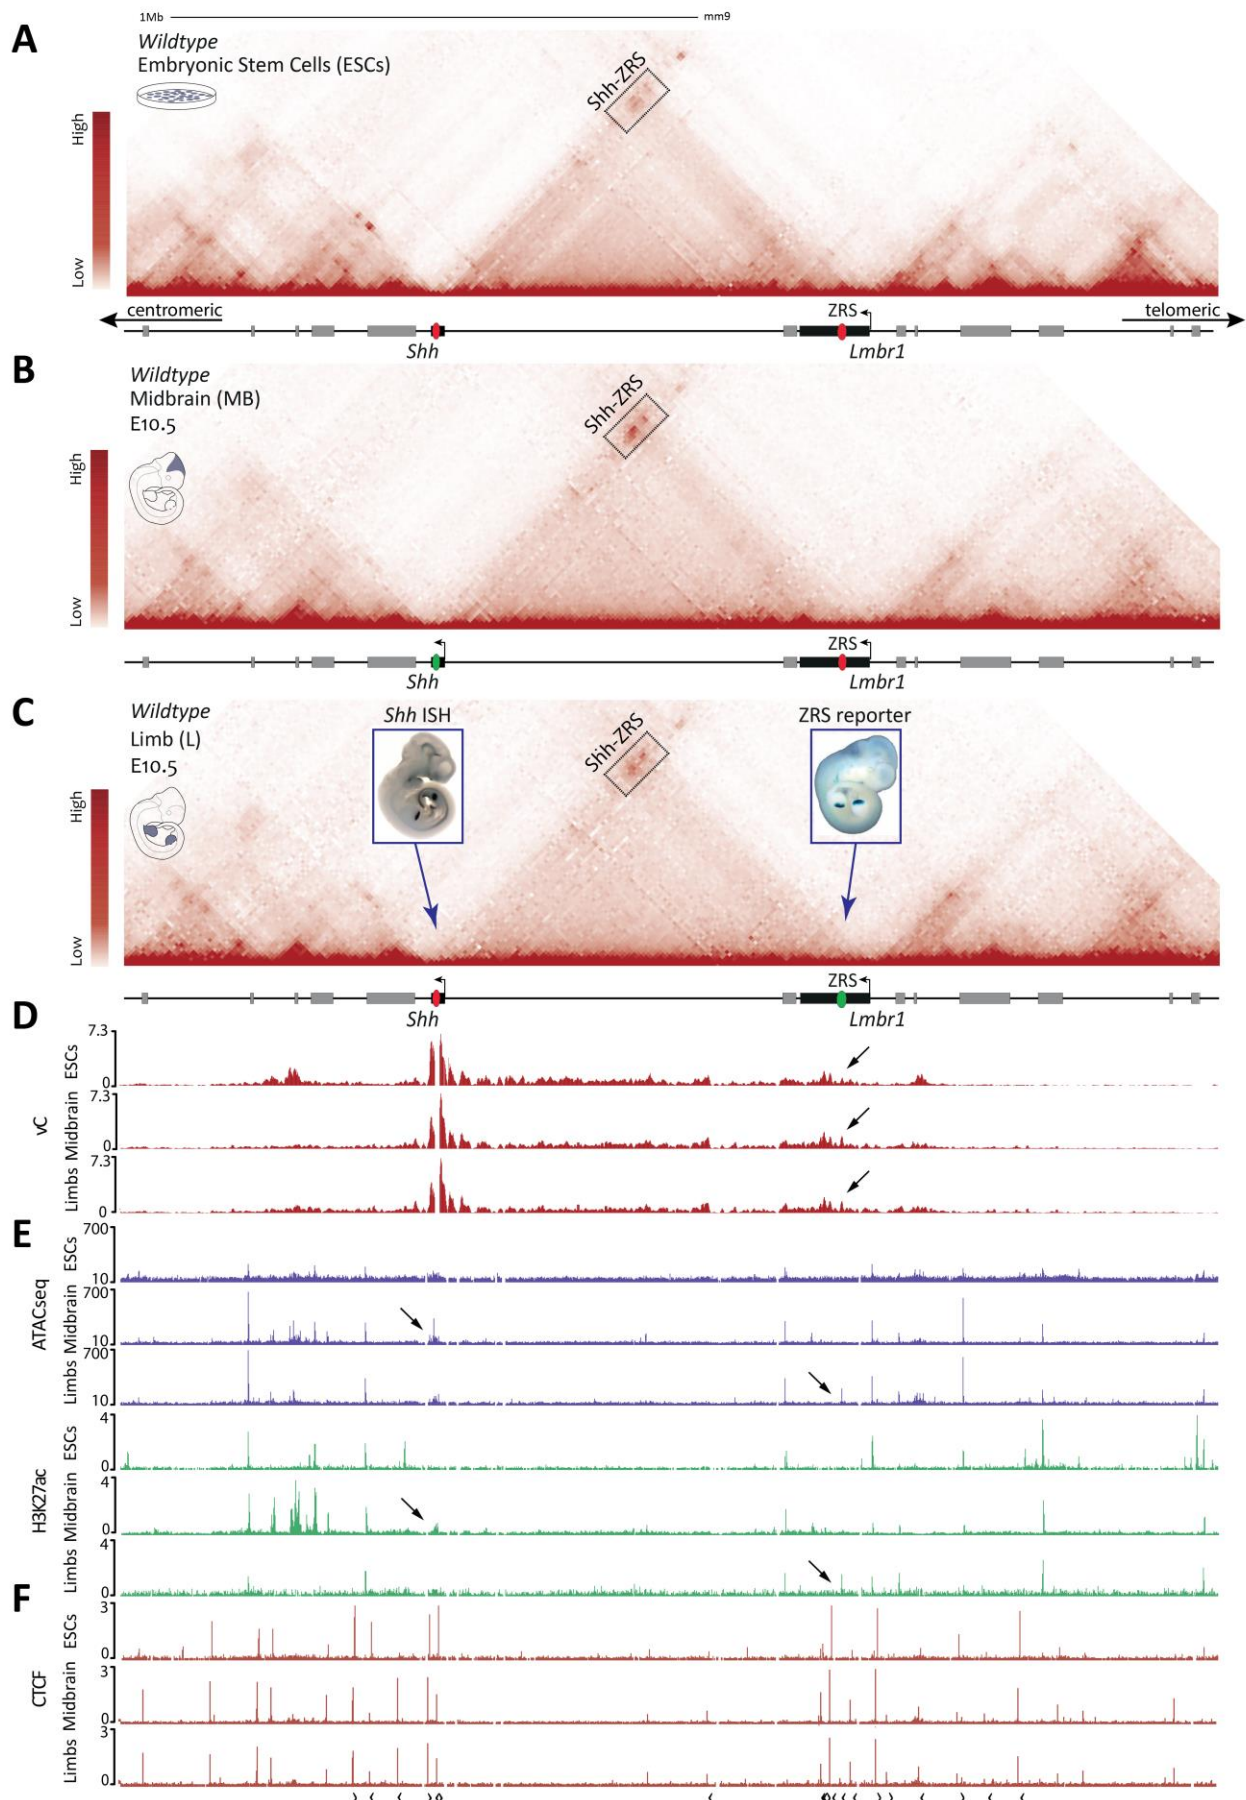 1Mb mm9
A
Wildtype
Embryonic Stem Cells (ESCs)
Shh-ZRS
High
Low
centromeric
ZRS
telomeric
Shh
Lmbr1
B
Wildtype
Midbrain (MB)
E10.5
Shh-ZRS
High
Low
ZRS
Shh
Lmbr1
C
Wildtype
Limb (L)
E10.5
Shh ISH
Shh-ZRS
ZRS reporter
High
Low
ZRS
Shh
Lmbr1
D
vC
ESCs
7.3
0
Midbrain
7.3
0
Limbs
7.3
0
E
ATACseq
ESCs
700
10
Midbrain
700
10
Limbs
700
10
H3K27ac
ESCs
4
0
Midbrain
4
0
Limbs
4
0
F
CTCF
ESCs
3
0
Midbrain
3
0
Limbs
3
0